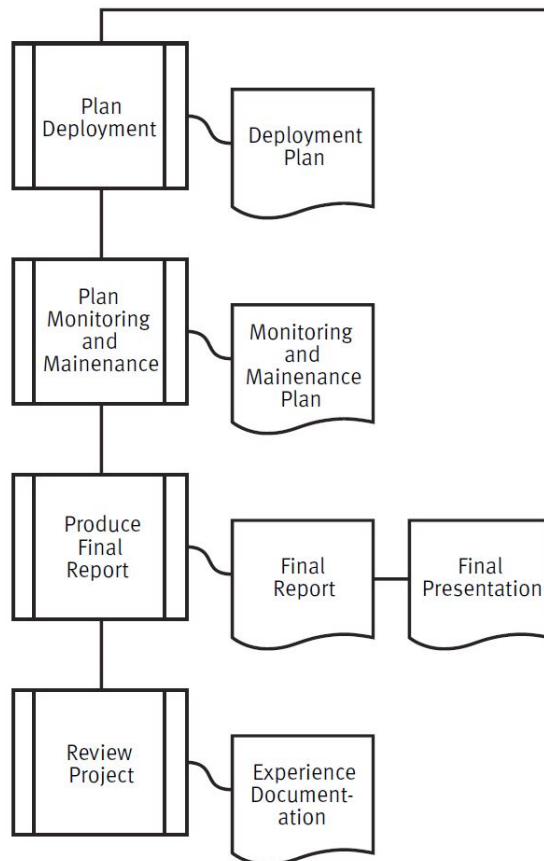 Plan
Deployment
Deployment
Plan
Plan
Monitoring
and
Mainenance
Monitoring
and
Mainenance
Plan
Produce
Final
Report
Final
Report
Final
Presentation
Review
Project
Experience
Document-
ation